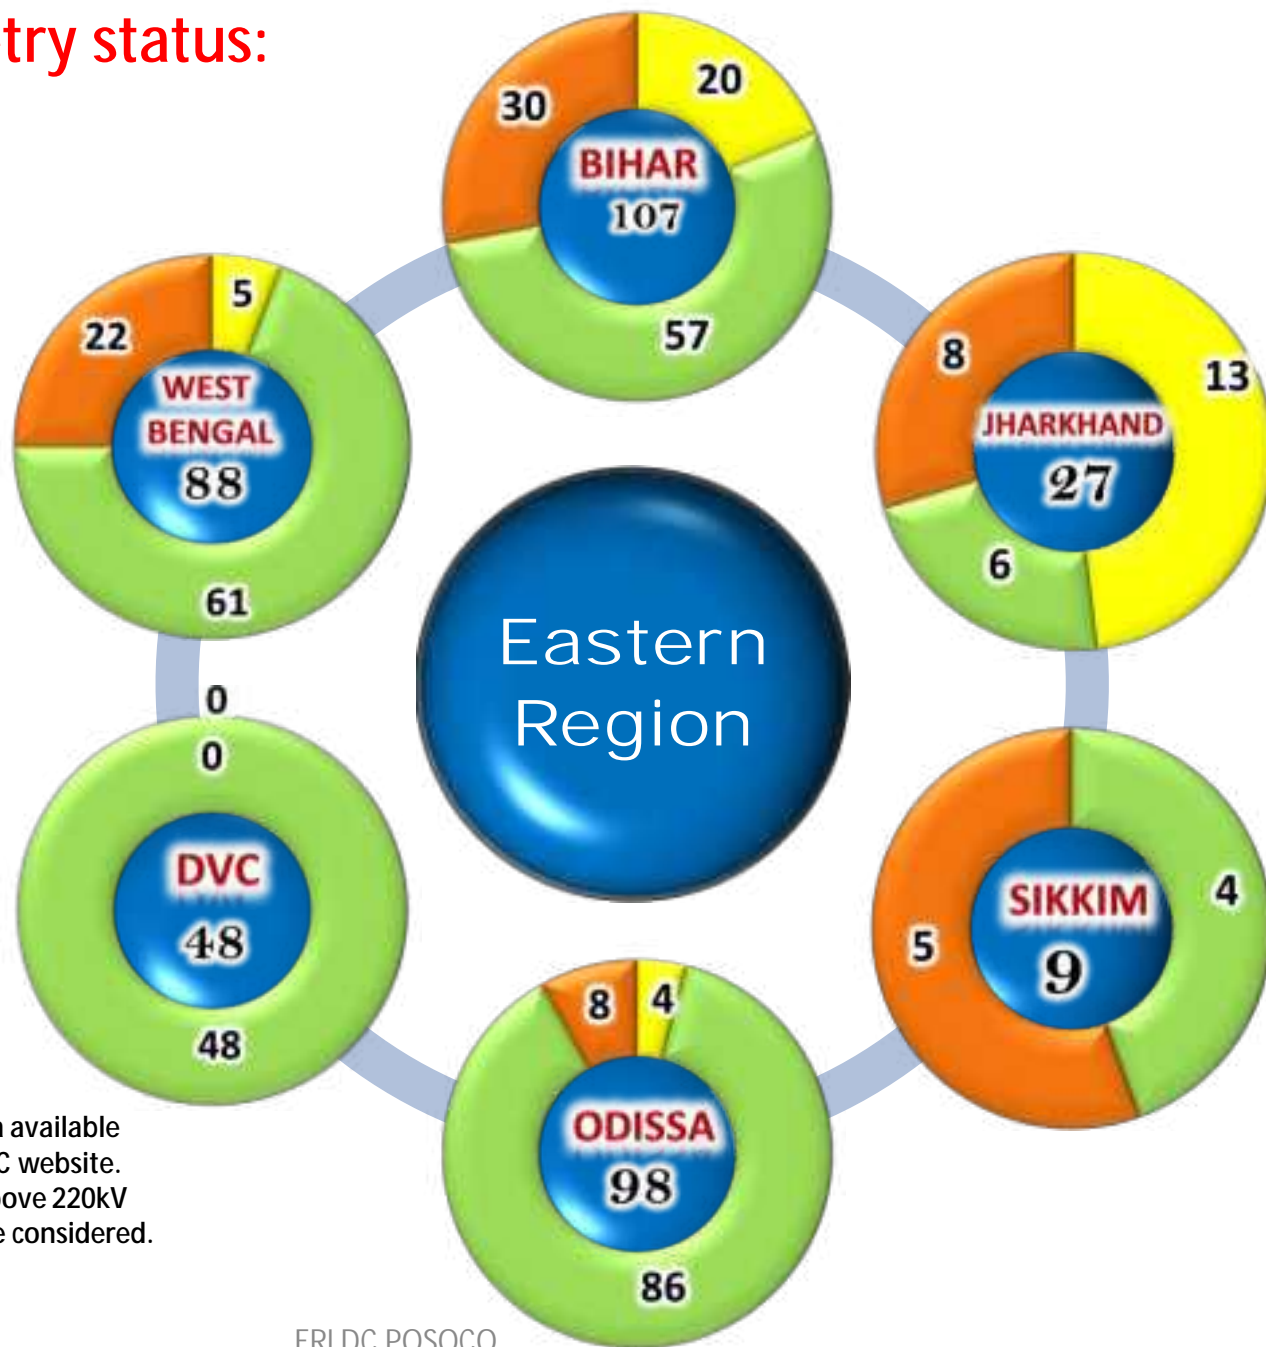 try status:
30
20
BIHAR
107
57
22
5
WEST
BENGAL
88
61
8
13
JHARKHAND
27
6
Eastern
Region
0
0
DVC
48
48
SIKKIM
9
4
5
8
4
ODISSA
98
86
available
C website.
ove 220kV
e considered.
ERLDC POSOCO